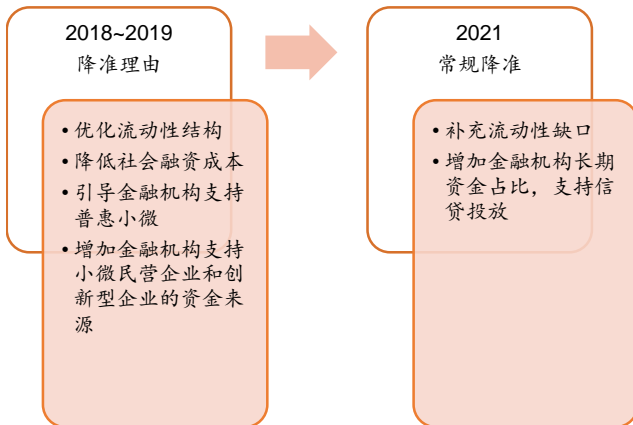 2018~2019
降准理由
• 优化流动性结构
• 降低社会融资成本
• 引导金融机构支持
普惠小微
• 增加金融机构支持
小微民营企业和创
新型企业的资金来
源
2021
常规降准
• 补充流动性缺口
• 增加金融机构长期
资金占比，支持信
贷投放